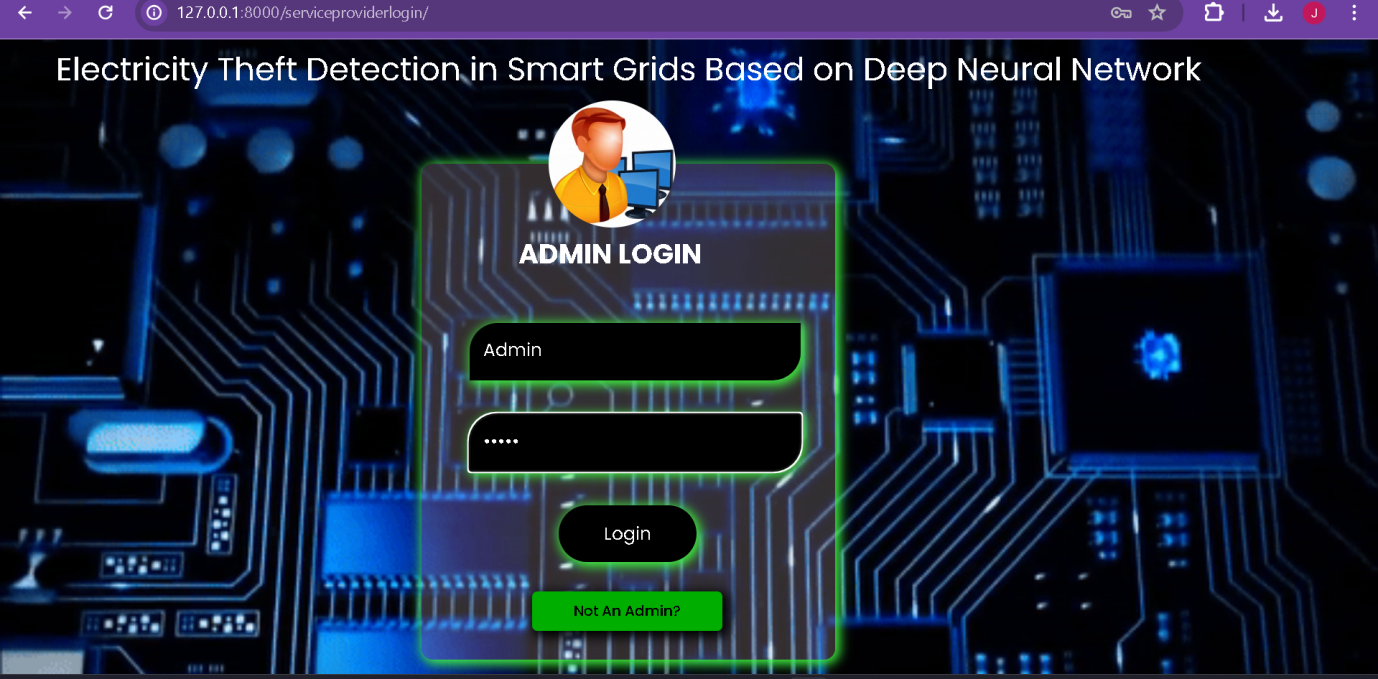 127.0.0.1:8000/serviceproviderlogin/
J
Electricity Theft Detection in Smart Grids Based on Deep Neural Network
ADMIN LOGIN
Admin
•••••
Login
Not An Admin?